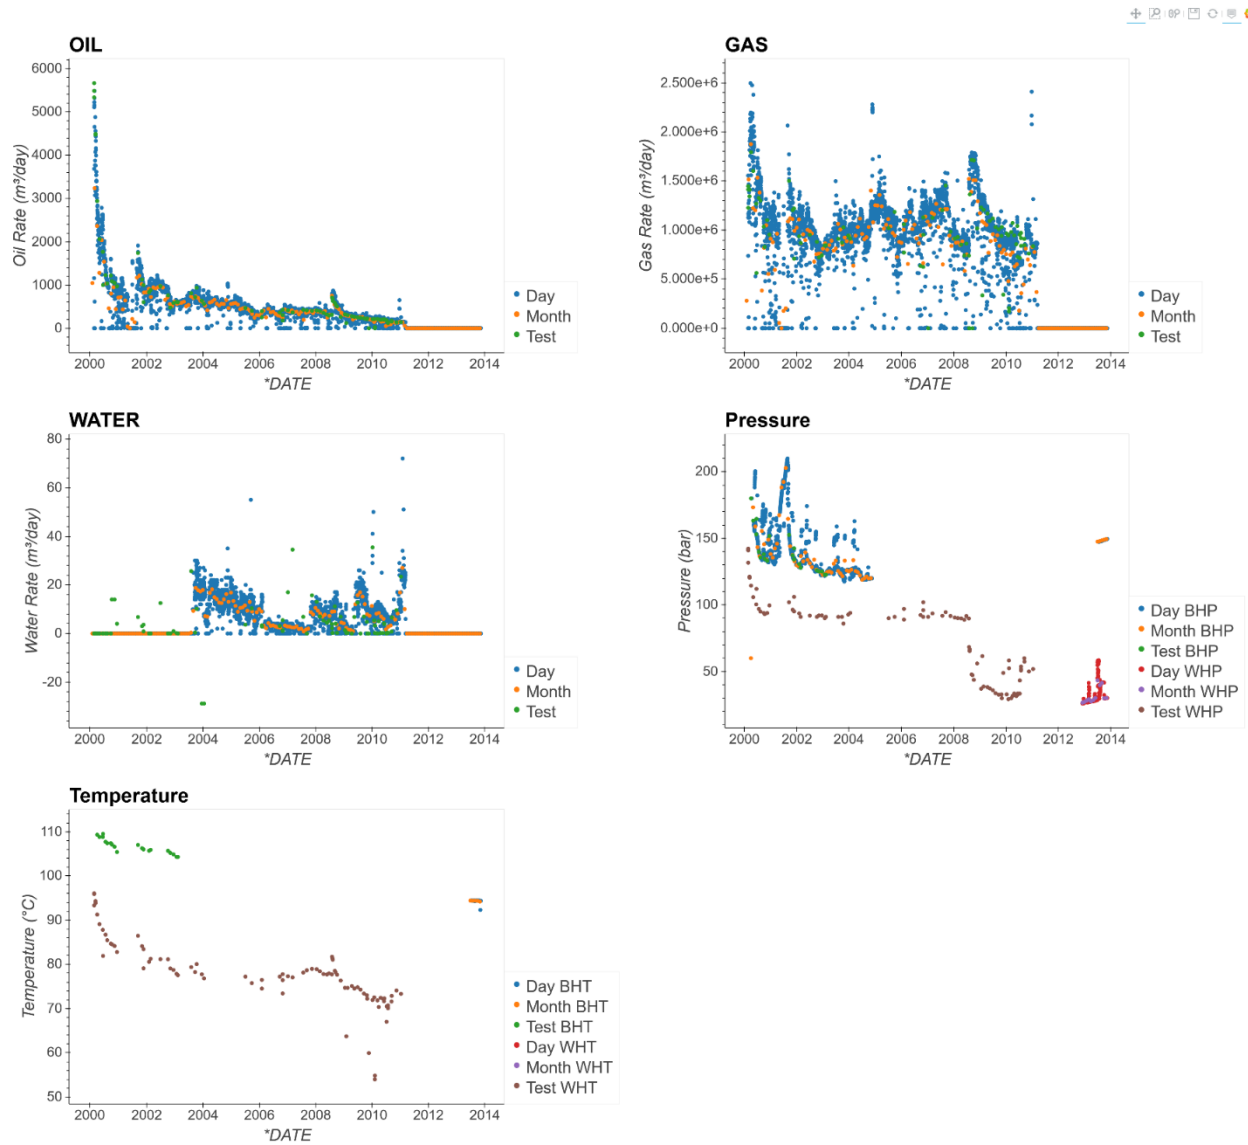 OIL
6000
5000
4000
3000
2000
1000
0
Oil Rate (m³/day)
2000 2002 2004 2006 2008 2010 2012 2014
*DATE
Day
Month
Test
GAS
2.500e+6
2.000e+6
1.500e+6
1.000e+6
5.000e+5
0.000e+0
Gas Rate (m³/day)
2000 2002 2004 2006 2008 2010 2012 2014
*DATE
Day
Month
Test
WATER
80
60
40
20
0
-20
Water Rate (m³/day)
2000 2002 2004 2006 2008 2010 2012 2014
*DATE
Day
Month
Test
Pressure
200
150
100
50
Pressure (bar)
2000 2002 2004 2006 2008 2010 2012 2014
*DATE
Day BHP
Month BHP
Test BHP
Day WHP
Month WHP
Test WHP
Temperature
110
100
90
80
70
60
50
Temperature (°C)
2000 2002 2004 2006 2008 2010 2012 2014
*DATE
Day BHT
Month BHT
Test BHT
Day WHT
Month WHT
Test WHT